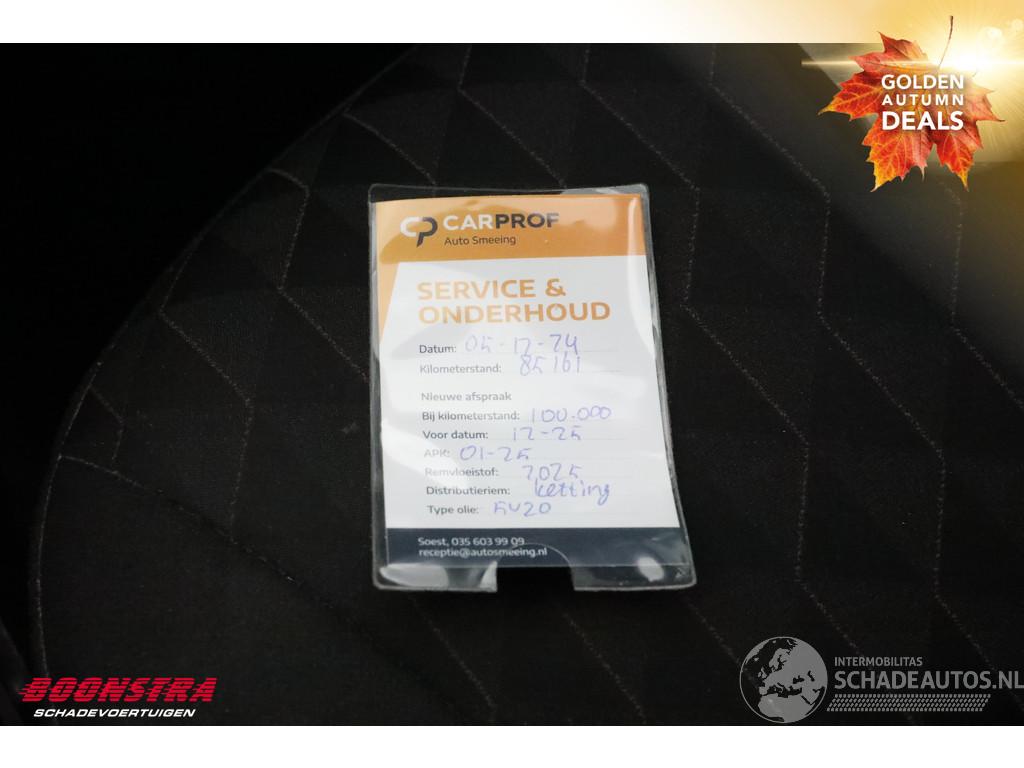 GOLDEN
AUTUMN
DEALS
CP CARPROF
Auto Smeeing
SERVICE &
ONDERHOUD
Datum: 05-12-24
Kilometerstand: 85161
Nieuwe afspraak
Bij kilometerstand: 100.000
Voor datum: 12-25
APK: 01-25
Remvloeistof: 2025
Distributieriem: ketting
Type olie: 5W20
Soest, 035 603 99 09
receptie@autosmeeing.nl
BOONSTRA
SCHADEVOERTUIGEN
INTERMOBILITAS
SCHADEAUTOS.NL